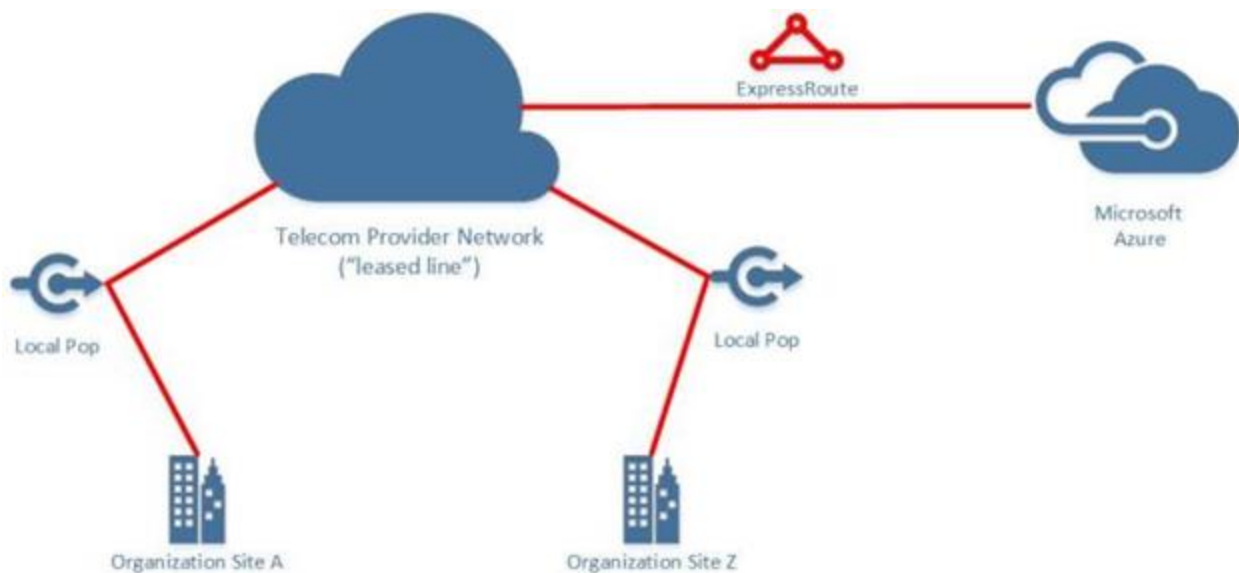 ExpressRoute
Microsoft
Azure
Telecom Provider Network
("leased line")
Local Pop
Local Pop
Organization Site A
Organization Site Z